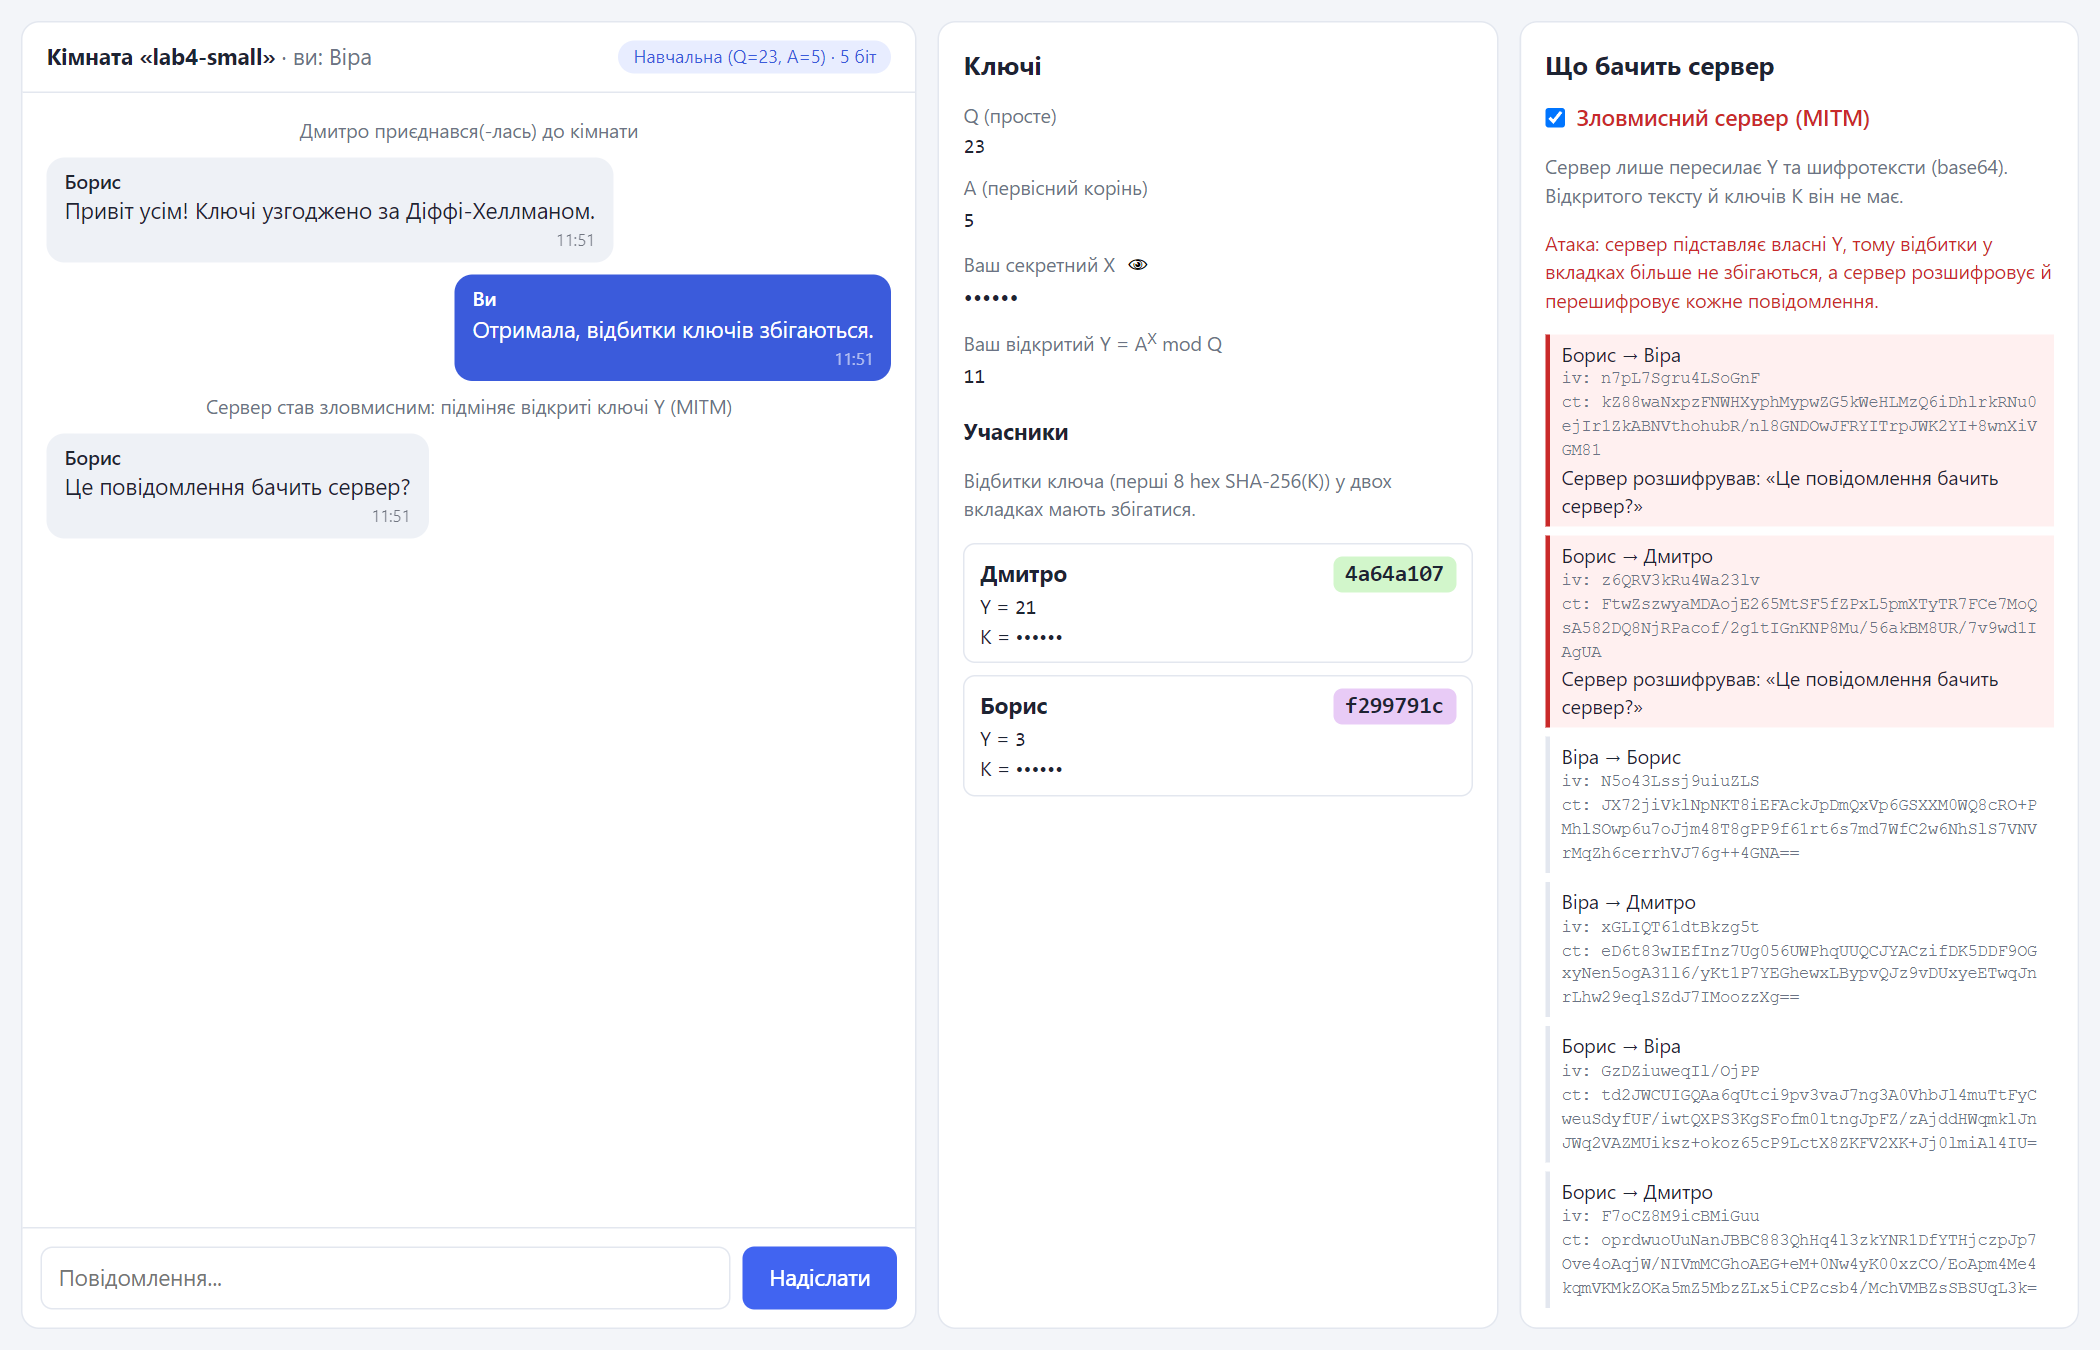 Кімната «lab4-small» · ви: Віра
Навчальна (Q=23, A=5) · 5 біт
Дмитро приєднався(-лась) до кімнати
Борис
Привіт усім! Ключі узгоджено за Діффі-Хеллманом.
11:51
Ви
Отримала, відбитки ключів збігаються.
11:51
Сервер став зловмисним: підміняє відкриті ключі Y (MITM)
Борис
Це повідомлення бачить сервер?
11:51
Повідомлення...
Надіслати
Ключі
Q (просте)
23
A (первісний корінь)
5
Ваш секретний X
••••••
Ваш відкритий Y = A^X mod Q
11
Учасники
Відбитки ключа (перші 8 hex SHA-256(K)) у двох
вкладках мають збігатися.
Дмитро
4a64a107
Y = 21
K = ••••••
Борис
f299791c
Y = 3
K = ••••••
Що бачить сервер
Зловмисний сервер (MITM)
Сервер лише пересилає Y та шифротексти (base64).
Відкритого тексту й ключів K він не має.
Атака: сервер підставляє власні Y, тому відбитки у
вкладках більше не збігаються, а сервер розшифровує й
перешифровує кожне повідомлення.
Борис → Віра
iv: n7pL7Sgru4LSoGnF
ct: kZ88waNxpzFNWHXyphMypwZG5kWeHLMzQ6iDhlrkRNu0
ejIr1ZkABNVthohubR/nl8GNDOwJFRYITrpJWK2YI+8wnXiV
GM81
Сервер розшифрував: «Це повідомлення бачить
сервер?»
Борис → Дмитро
iv: z6QRV3kRu4Wa23lv
ct: FtwZszwyaMDAojE265MtSF5fZPxL5pmXTyTR7FCe7MoQ
sA582DQ8NjRPacof/2g1tIGnKNP8Mu/56akBM8UR/7v9wd1I
AgUA
Сервер розшифрував: «Це повідомлення бачить
сервер?»
Віра → Борис
iv: N5o43Lssj9uiuZLS
ct: JX72jiVklNpNKT8iEFAckJpDmQxVp6GSXXM0WQ8cRO+P
MhlSOwp6u7oJjm48T8gPP9f61rt6s7md7WfC2w6NhSlS7VNV
rMqZh6cerrhVJ76g++4GNA==
Віра → Дмитро
iv: xGLIQT61dtBkzg5t
ct: eD6t83wIEfInz7Ug056UWPhqUUQCJYACzifDK5DDF9OG
xyNen5ogA31l6/yKt1P7YEGhewxLBypvQJz9vDUxyeETwqJn
rLhw29eqlSZdJ7IMoozzXg==
Борис → Віра
iv: GzDZiuweqIl/OjPP
ct: td2JWCUIGQAa6qUtci9pv3vaJ7ng3A0VhbJl4muTtFyC
weuSdyfUF/iwtQXPS3KgSFofm0ltngJpFZ/zAjddHWqmklJn
JWq2VAZMUiksz+okoz65cP9LctX8ZKFV2XK+Jj0lmiAl4IU=
Борис → Дмитро
iv: F7oCZ8M9icBMiGuu
ct: oprdwuoUuNanJBBC883QhHq4l3zkYNR1DfYTHjczpJp7
Ove4oAqjW/NIVmMCGhoAEG+eM+0Nw4yK00xzCO/EoApm4Me4
kqmVKMkZOKa5mZ5MbzZLx5iCPZcsb4/MchVMBZsSBSUqL3k=